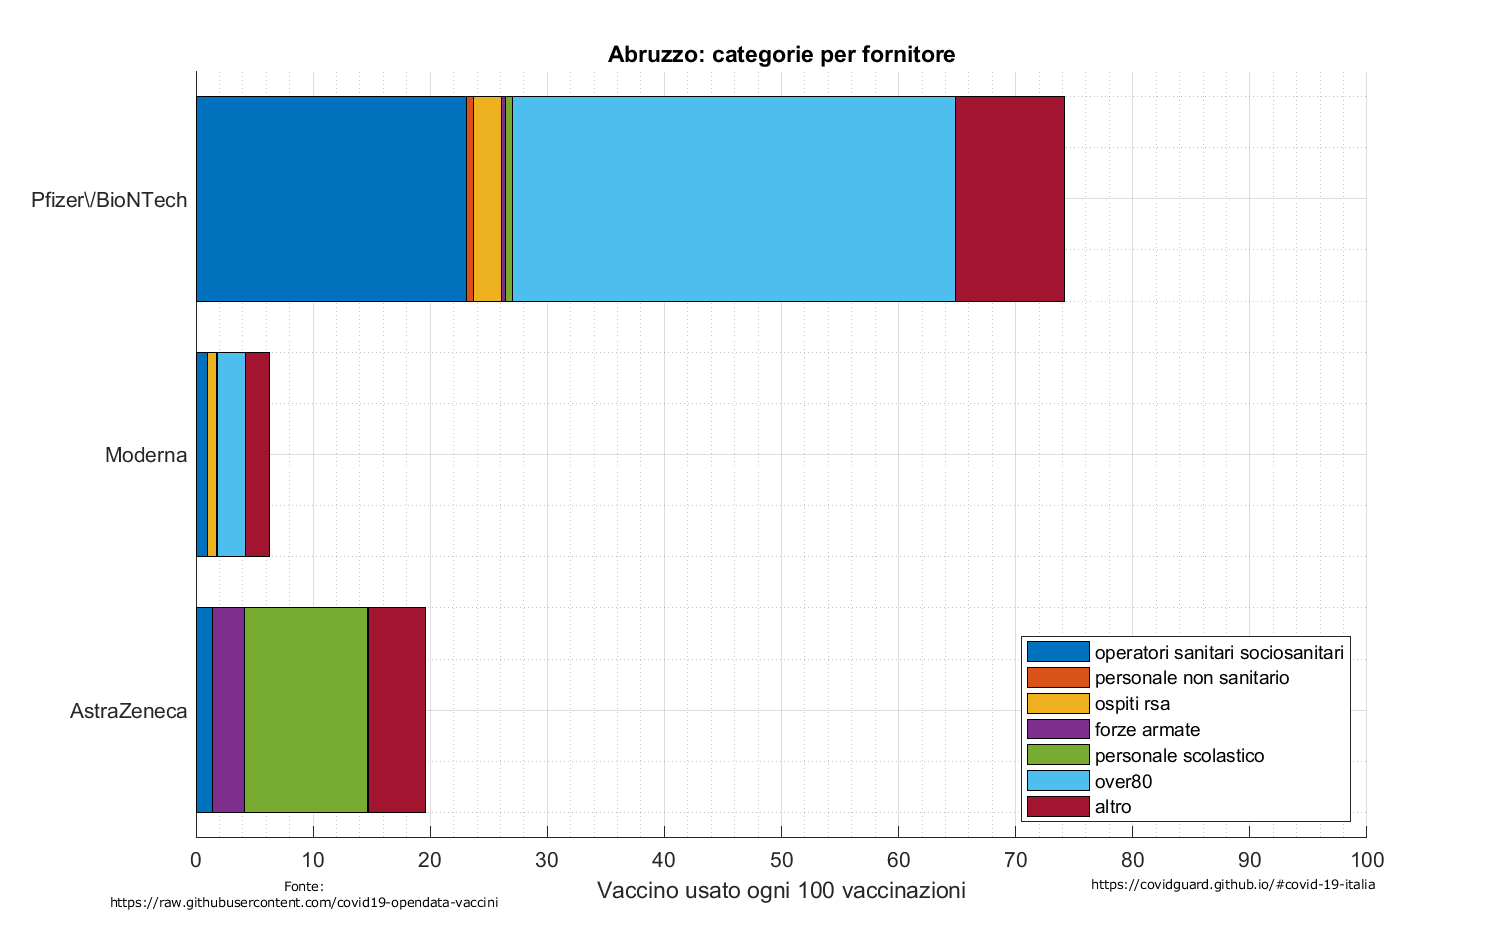 Abruzzo: categorie per fornitore
Pfizer\/BioNTech
Moderna
AstraZeneca
operatori sanitari sociosanitari
personale non sanitario
ospiti rsa
forze armate
personale scolastico
over80
altro
0 10 20 30 40 50 60 70 80 90 100
Vaccino usato ogni 100 vaccinazioni
Fonte:
https://raw.githubusercontent.com/covid19-opendata-vaccini
https://covidguard.github.io/#covid-19-italia